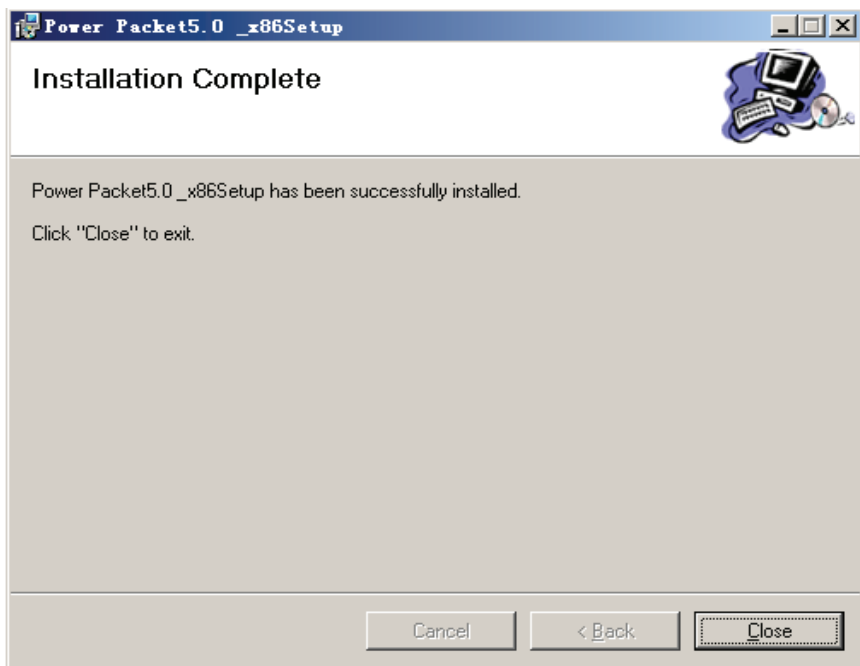 Power Packet5.0 _x86Setup
Installation Complete
Power Packet5.0 _x86Setup has been successfully installed.
Click "Close" to exit.
Cancel
< Back
Close